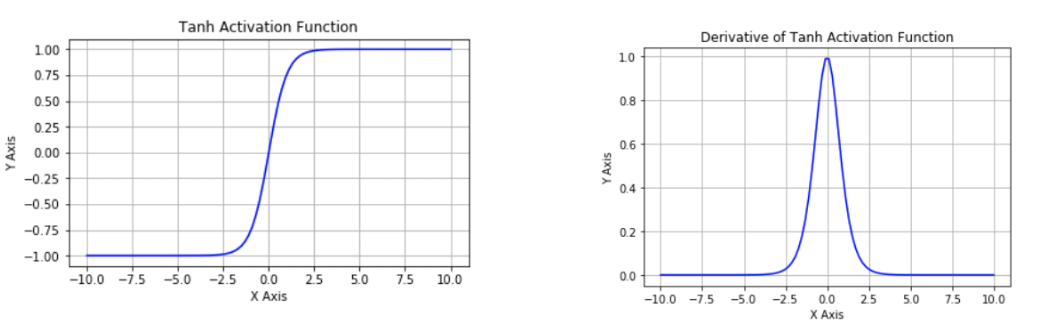 Tanh Activation Function
1.00
0.75
0.50
0.25
0.00
−0.25
−0.50
−0.75
−1.00
Y Axis
−10.0 −7.5 −5.0 −2.5 0.0 2.5 5.0 7.5 10.0
X Axis
Derivative of Tanh Activation Function
1.0
0.8
0.6
0.4
0.2
0.0
Y Axis
−10.0 −7.5 −5.0 −2.5 0.0 2.5 5.0 7.5 10.0
X Axis